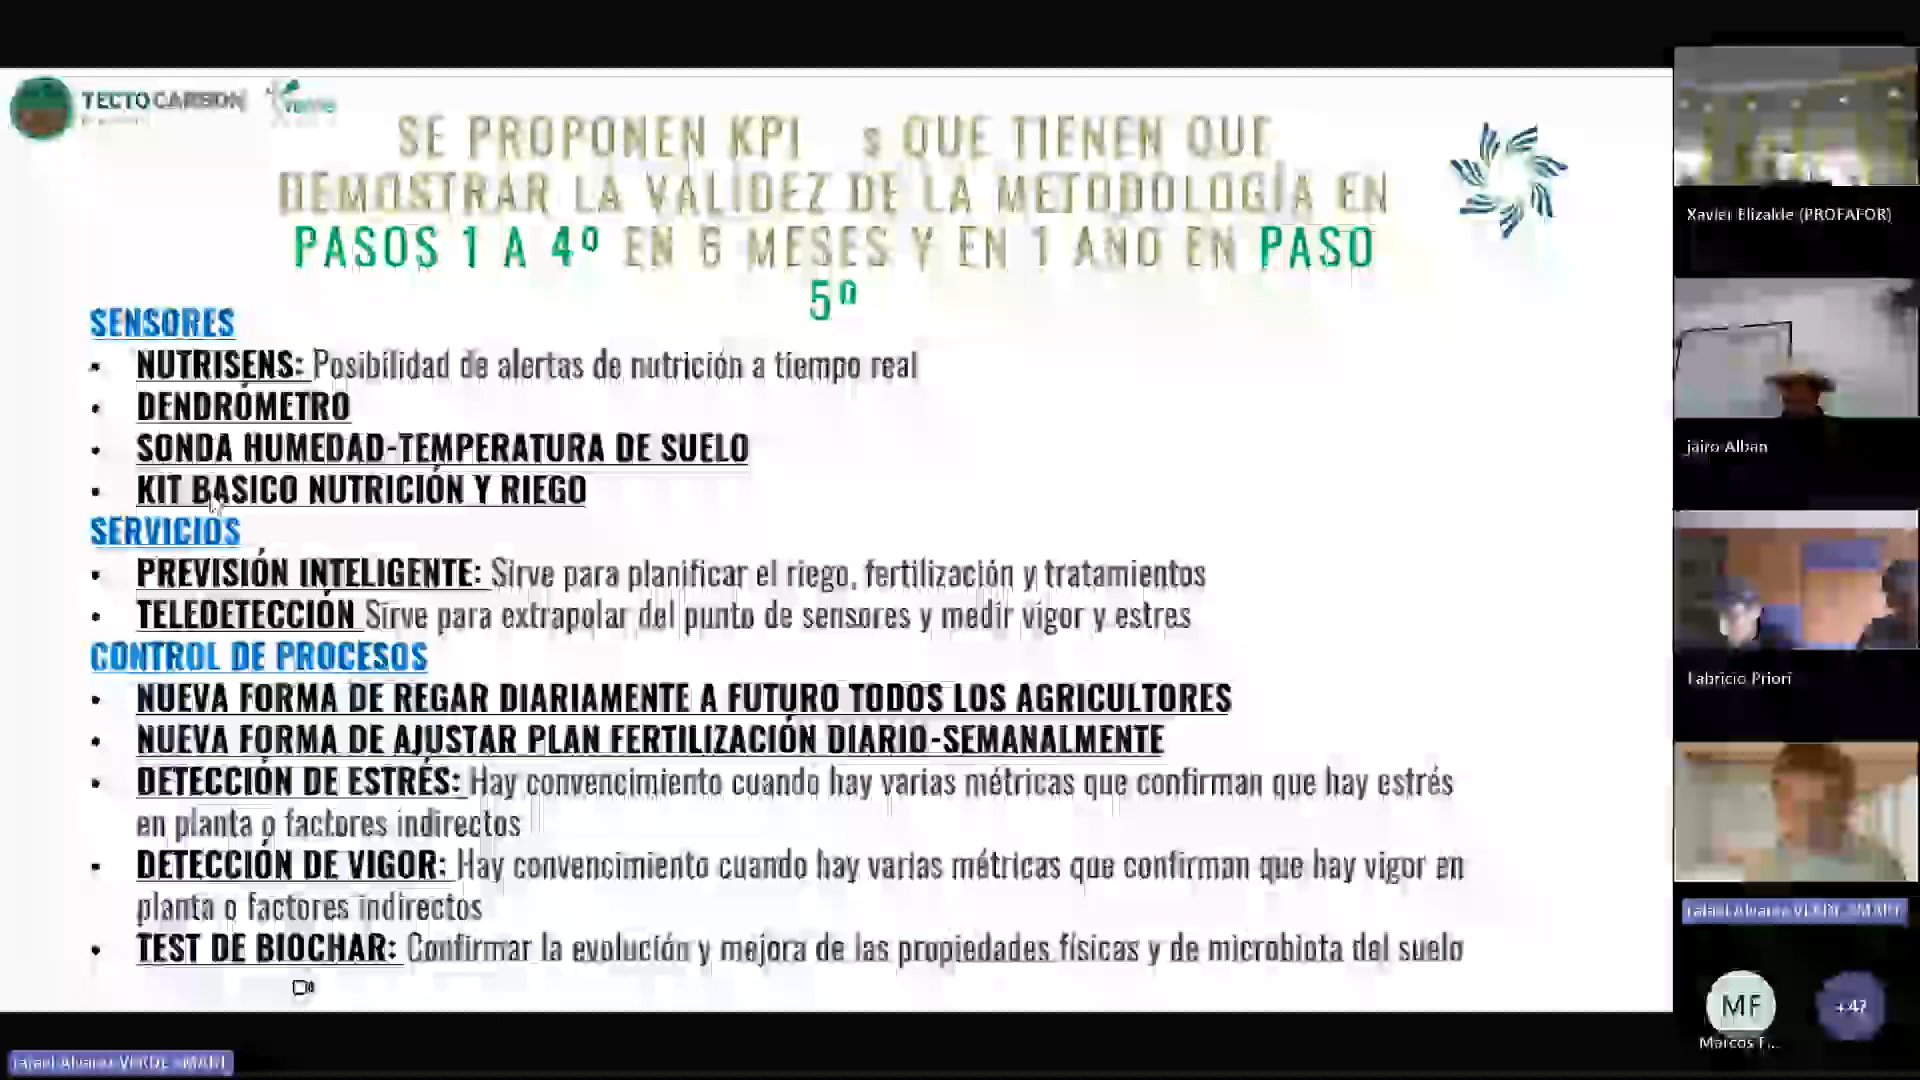 TECTO CARBON
SE PROPONEN KPI s QUE TIENEN QUE
DEMOSTRAR LA VALIDEZ DE LA METODOLOGÍA EN
PASOS 1 A 4º EN 6 MESES Y EN 1 AÑO EN PASO
5º
SENSORES
• NUTRISENS: Posibilidad de alertas de nutrición a tiempo real
• DENDRÓMETRO
• SONDA HUMEDAD-TEMPERATURA DE SUELO
• KIT BASICO NUTRICIÓN Y RIEGO
SERVICIOS
• PREVISIÓN INTELIGENTE: Sirve para planificar el riego, fertilización y tratamientos
• TELEDETECCIÓN Sirve para extrapolar del punto de sensores y medir vigor y estres
CONTROL DE PROCESOS
• NUEVA FORMA DE REGAR DIARIAMENTE A FUTURO TODOS LOS AGRICULTORES
• NUEVA FORMA DE AJUSTAR PLAN FERTILIZACIÓN DIARIO-SEMANALMENTE
• DETECCIÓN DE ESTRÉS: Hay convencimiento cuando hay varias métricas que confirman que hay estrés
en planta o factores indirectos
• DETECCIÓN DE VIGOR: Hay convencimiento cuando hay varias métricas que confirman que hay vigor en
planta o factores indirectos
• TEST DE BIOCHAR: Confirmar la evolución y mejora de las propiedades físicas y de microbiota del suelo
rafael Alvarez VERDE SMART
Xavier Elizalde (PROFAFOR)
jairo Alban
Fabricio Priori
rafael Alvarez VERDE SMART
MF
+47
Marcos F...